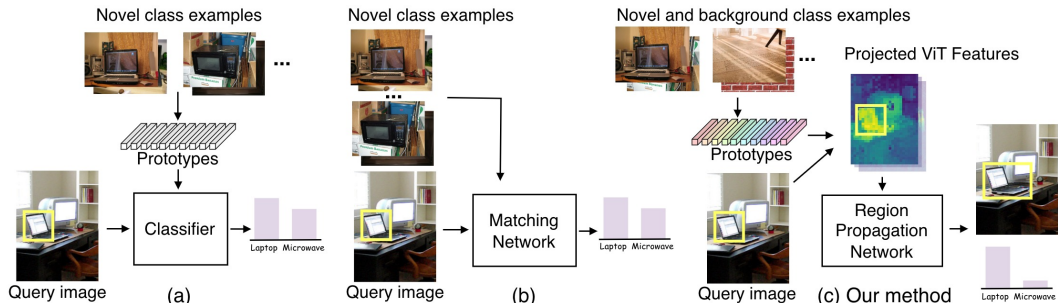 Novel class examples
...
Prototypes
Classifier
Laptop Microwave
Query image
(a)
Novel class examples
...
Matching
Network
Laptop Microwave
Query image
(b)
Novel and background class examples
...
Projected ViT Features
Prototypes
Region
Propagation
Network
Laptop Microwave
Query image
(c) Our method